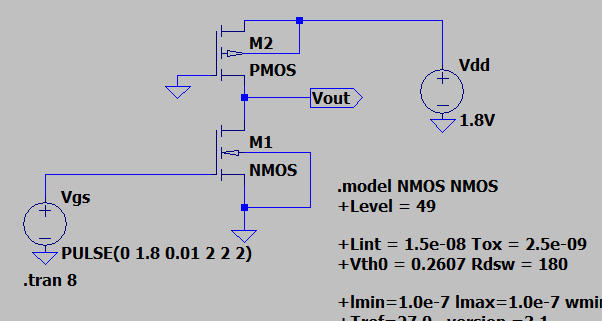 M2
PMOS
Vdd
Vout
1.8V
M1
NMOS
Vgs
PULSE(0 1.8 0.01 2 2 2)
.tran 8
.model NMOS NMOS
+Level = 49
+Lint = 1.5e-08 Tox = 2.5e-09
+Vth0 = 0.2607 Rdsw = 180
+lmin=1.0e-7 lmax=1.0e-7